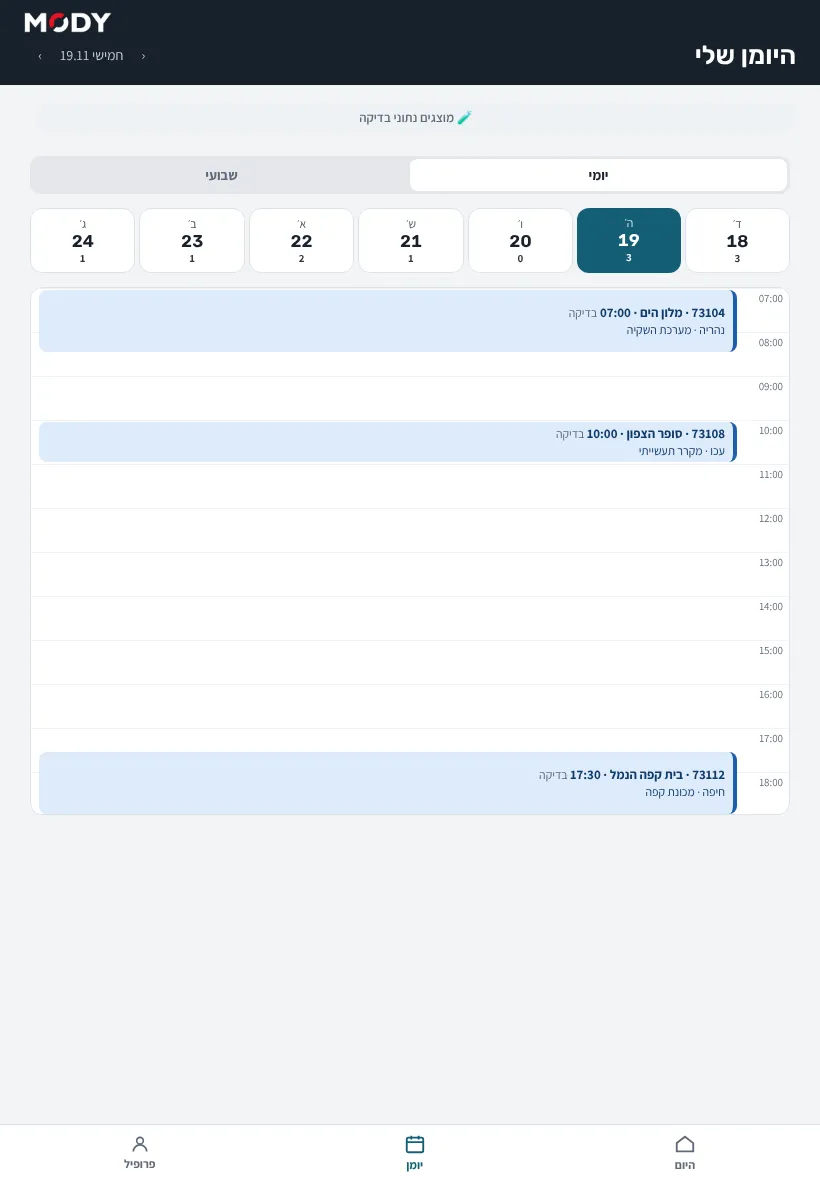 MODY
היומן שלי
‹ חמישי 19.11 ›
🧪 מוצגים נתוני בדיקה
יומי
שבועי
ד׳
18
3
ה׳
19
3
ו׳
20
0
ש׳
21
1
א׳
22
2
ב׳
23
1
ג׳
24
1
07:00
73104 · מלון הים · 07:00 בדיקה
נהריה · מערכת השקיה
08:00
09:00
10:00
73108 · סופר הצפון · 10:00 בדיקה
עכו · מקרר תעשייתי
11:00
12:00
13:00
14:00
15:00
16:00
17:00
73112 · בית קפה הנמל · 17:30 בדיקה
חיפה · מכונת קפה
18:00
היום
יומן
פרופיל